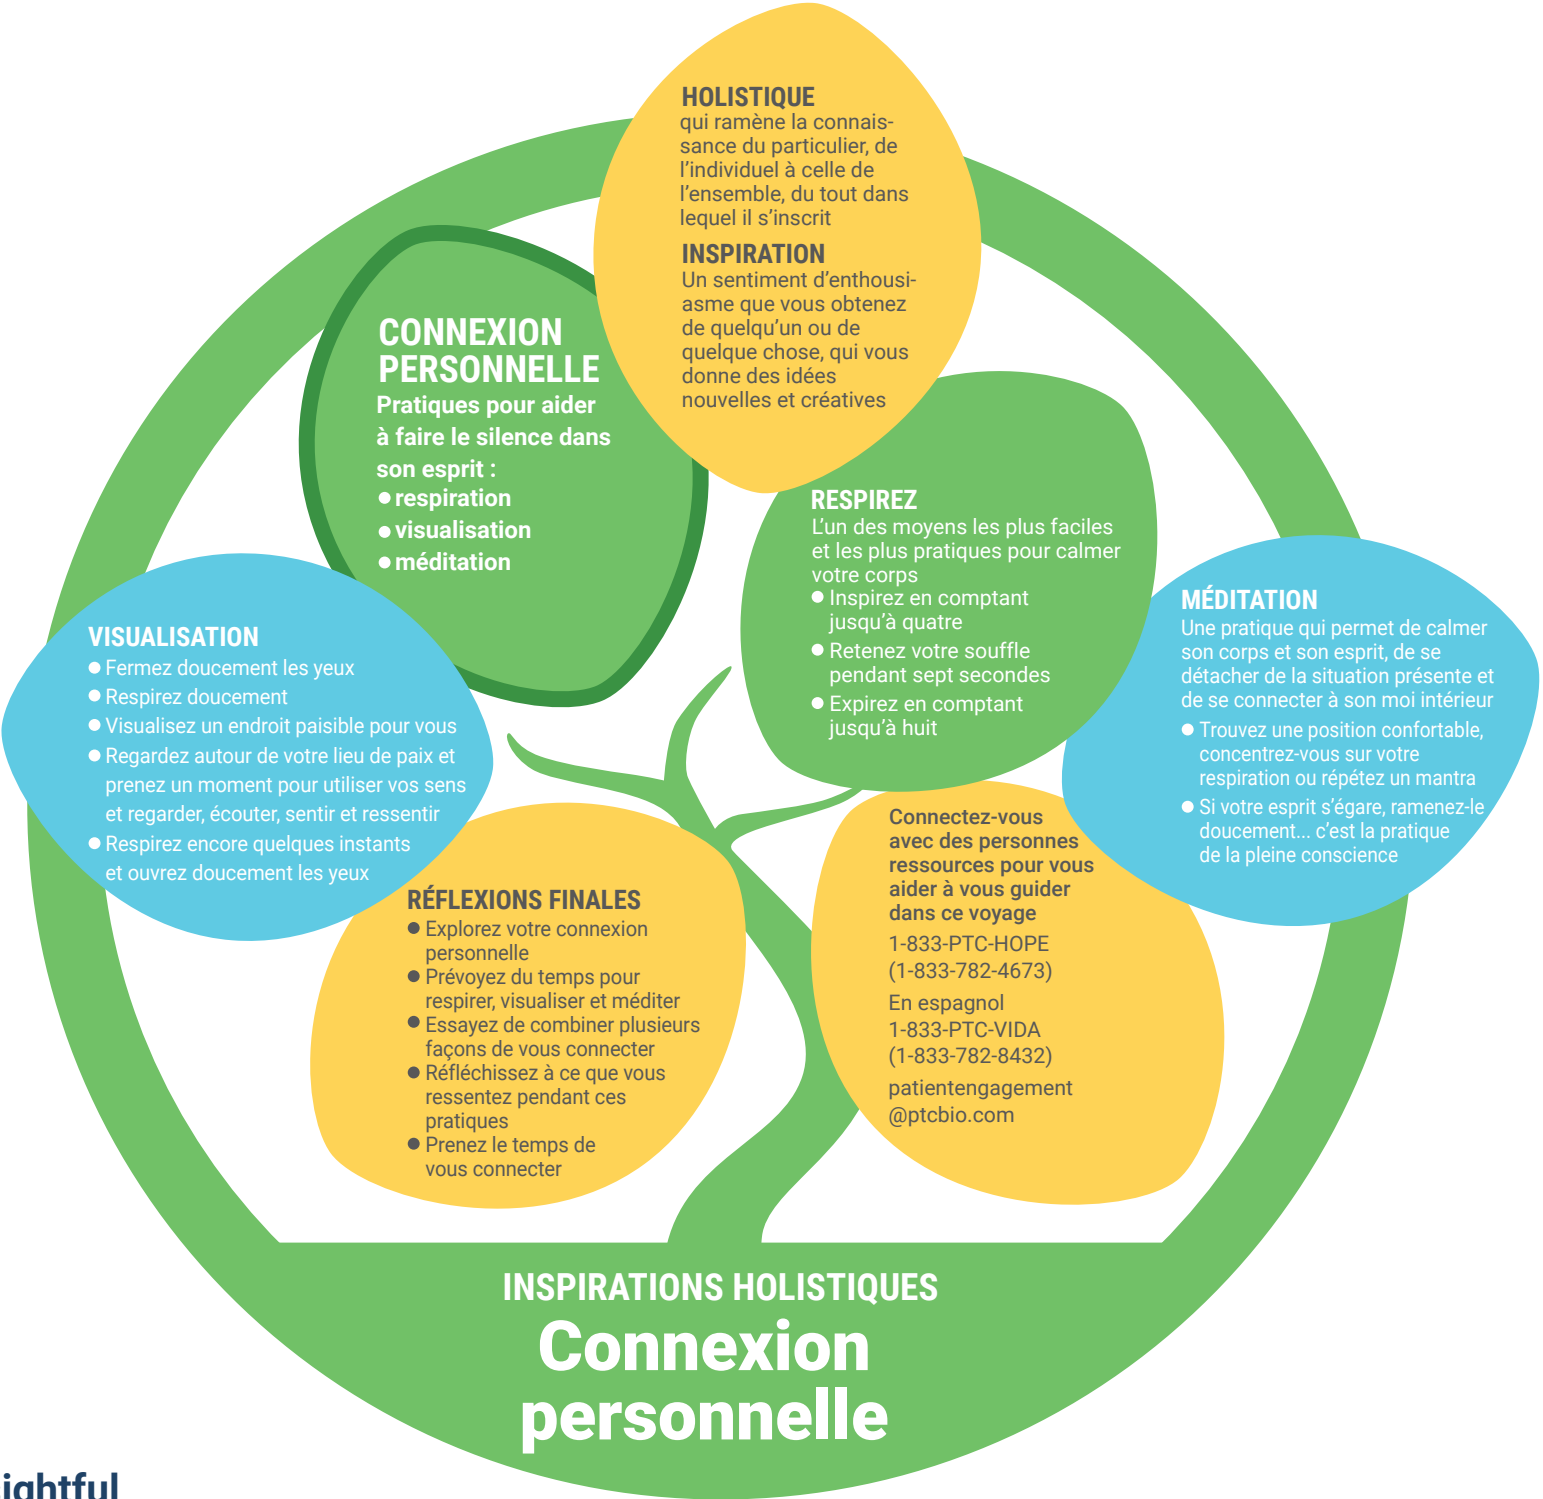 HOLISTIQUE
qui ramène la connais-
sance du particulier, de
l'individuel à celle de
l'ensemble, du tout dans
lequel il s'inscrit
INSPIRATION
Un sentiment d'enthousi-
asme que vous obtenez
de quelqu'un ou de
quelque chose, qui vous
donne des idées
nouvelles et créatives
CONNEXION
PERSONNELLE
Pratiques pour aider
à faire le silence dans
son esprit :
● respiration
● visualisation
● méditation
RESPIREZ
L'un des moyens les plus faciles
et les plus pratiques pour calmer
votre corps
● Inspirez en comptant
jusqu'à quatre
● Retenez votre souffle
pendant sept secondes
● Expirez en comptant
jusqu'à huit
MÉDITATION
Une pratique qui permet de calmer
son corps et son esprit, de se
détacher de la situation présente et
de se connecter à son moi intérieur
● Trouvez une position confortable,
concentrez-vous sur votre
respiration ou répétez un mantra
● Si votre esprit s'égare, ramenez-le
doucement... c'est la pratique
de la pleine conscience
VISUALISATION
● Fermez doucement les yeux
● Respirez doucement
● Visualisez un endroit paisible pour vous
● Regardez autour de votre lieu de paix et
prenez un moment pour utiliser vos sens
et regarder, écouter, sentir et ressentir
● Respirez encore quelques instants
et ouvrez doucement les yeux
RÉFLEXIONS FINALES
● Explorez votre connexion
personnelle
● Prévoyez du temps pour
respirer, visualiser et méditer
● Essayez de combiner plusieurs
façons de vous connecter
● Réfléchissez à ce que vous
ressentez pendant ces
pratiques
● Prenez le temps de
vous connecter
Connectez-vous
avec des personnes
ressources pour vous
aider à vous guider
dans ce voyage
1-833-PTC-HOPE
(1-833-782-4673)
En espagnol
1-833-PTC-VIDA
(1-833-782-8432)
patientengagement
@ptcbio.com
INSPIRATIONS HOLISTIQUES
Connexion
personnelle